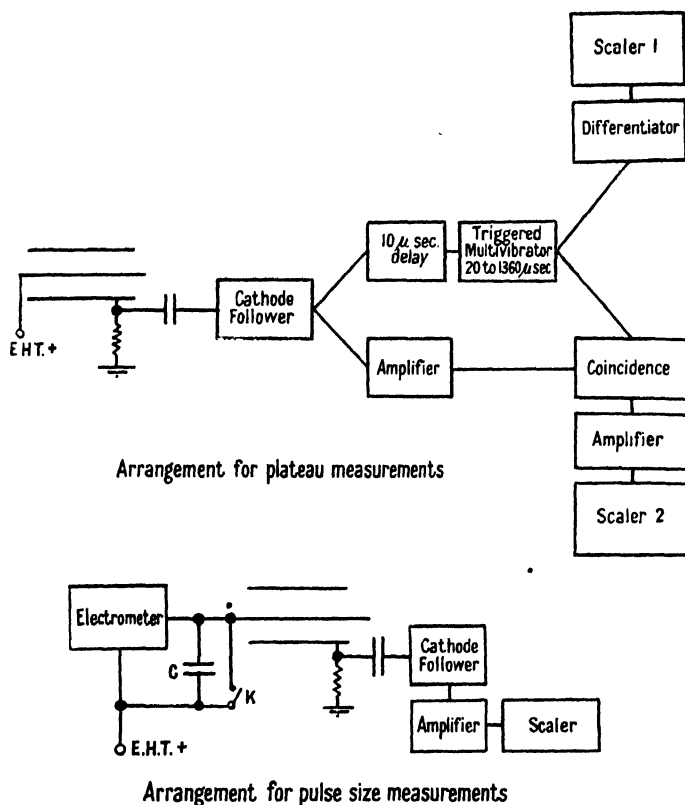 Scaler 1
Differentiator
10 μ sec.
delay
Triggered
Multivibrator
20 to 1360 μsec
Cathode
Follower
E H.T. +
Amplifier
Coincidence
Amplifier
Scaler 2
Arrangement for plateau measurements
Electrometer
C
K
E.H.T. +
Cathode
Follower
Amplifier
Scaler
Arrangement for pulse size measurements